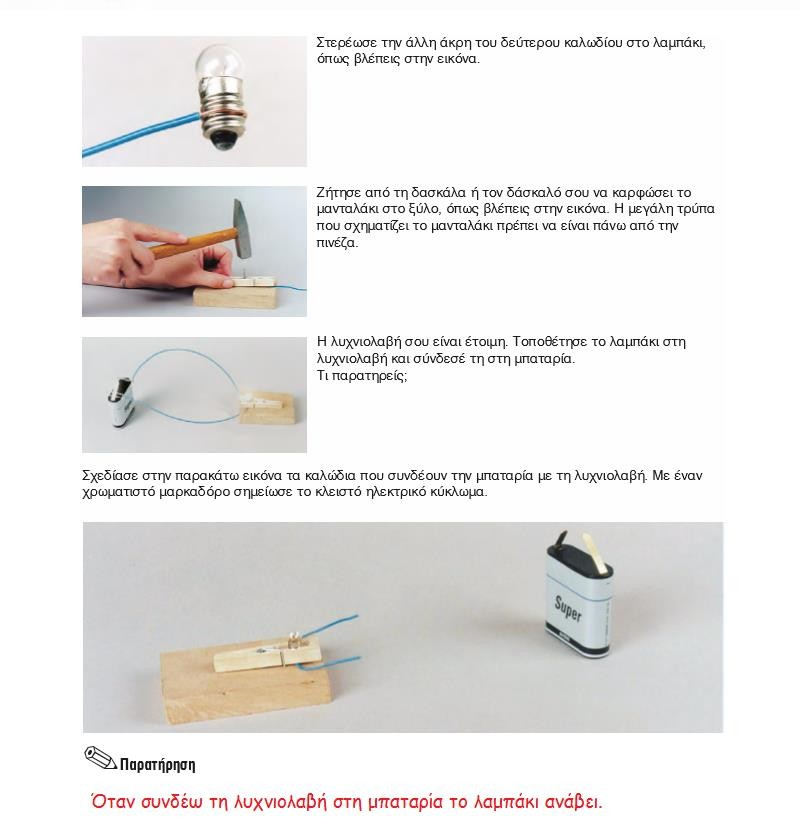 Στερέωσε την άλλη άκρη του δεύτερου καλωδίου στο λαμπάκι,
όπως βλέπεις στην εικόνα.
Ζήτησε από τη δασκάλα ή τον δάσκαλό σου να καρφώσει το
μανταλάκι στο ξύλο, όπως βλέπεις στην εικόνα. Η μεγάλη τρύπα
που σχηματίζει το μανταλάκι πρέπει να είναι πάνω από την
πινέζα.
Η λυχνιολαβή σου είναι έτοιμη. Τοποθέτησε το λαμπάκι στη
λυχνιολαβή και σύνδεσέ τη στη μπαταρία.
Τι παρατηρείς;
Σχεδίασε στην παρακάτω εικόνα τα καλώδια που συνδέουν την μπαταρία με τη λυχνιολαβή. Με έναν
χρωματιστό μαρκαδόρο σημείωσε το κλειστό ηλεκτρικό κύκλωμα.
Super
Παρατήρηση
Όταν συνδέω τη λυχνιολαβή στη μπαταρία το λαμπάκι ανάβει.